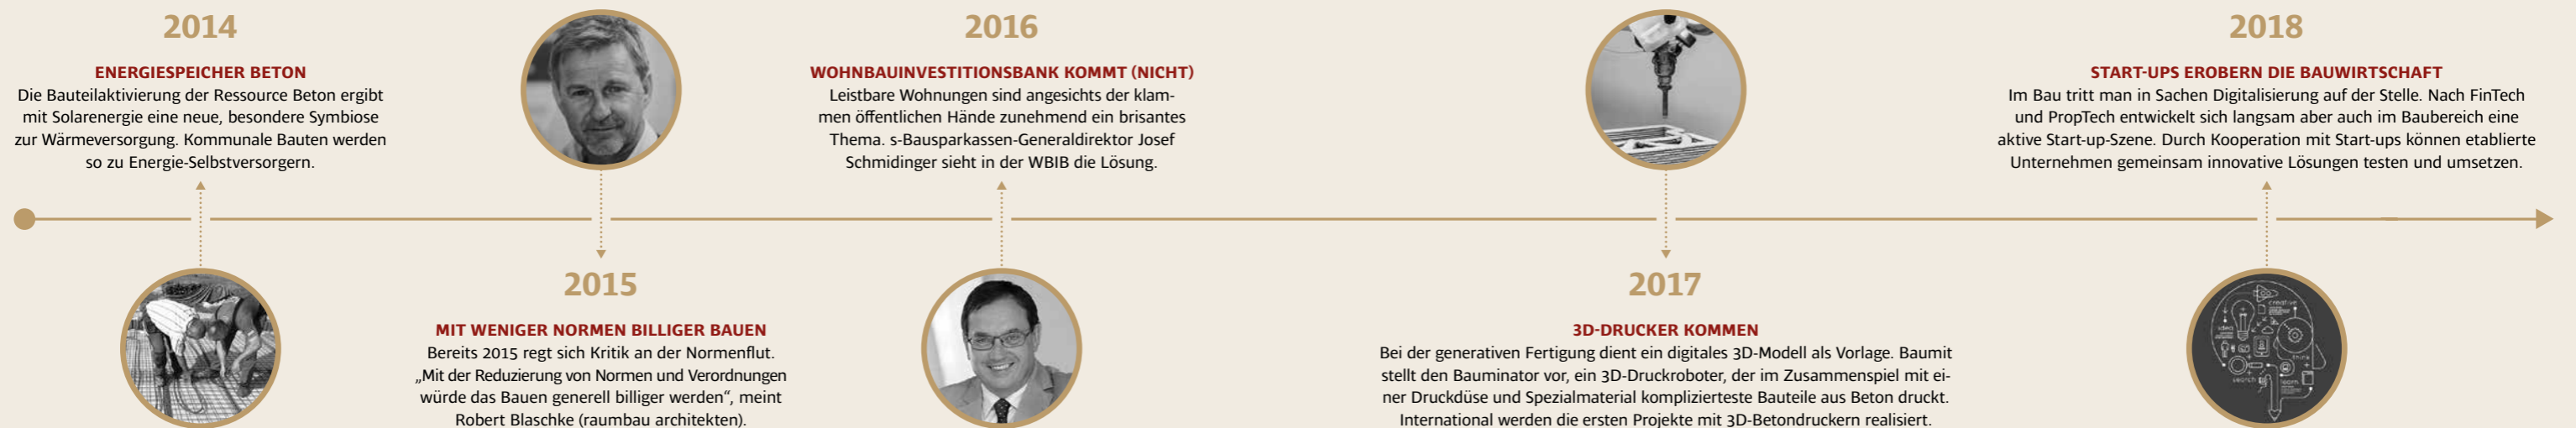 2014
ENERGIESPEICHER BETON
Die Bauteilaktivierung der Ressource Beton ergibt
mit Solarenergie eine neue, besondere Symbiose
zur Wärmeversorgung. Kommunale Bauten werden
so zu Energie-Selbstversorgern.
2015
MIT WENIGER NORMEN BILLIGER BAUEN
Bereits 2015 regt sich Kritik an der Normenflut.
„Mit der Reduzierung von Normen und Verordnungen
würde das Bauen generell billiger werden“, meint
Robert Blaschke (raumbau architekten).
2016
WOHNBAUINVESTITIONSBANK KOMMT (NICHT)
Leistbare Wohnungen sind angesichts der klam-
men öffentlichen Hände zunehmend ein brisantes
Thema. s-Bausparkassen-Generaldirektor Josef
Schmidinger sieht in der WBIB die Lösung.
2017
3D-DRUCKER KOMMEN
Bei der generativen Fertigung dient ein digitales 3D-Modell als Vorlage. Baumit
stellt den Bauminator vor, ein 3D-Druckroboter, der im Zusammenspiel mit ei-
ner Druckdüse und Spezialmaterial komplizierteste Bauteile aus Beton druckt.
International werden die ersten Projekte mit 3D-Betondruckern realisiert.
2018
START-UPS EROBERN DIE BAUWIRTSCHAFT
Im Bau tritt man in Sachen Digitalisierung auf der Stelle. Nach FinTech
und PropTech entwickelt sich langsam aber auch im Baubereich eine
aktive Start-up-Szene. Durch Kooperation mit Start-ups können etablierte
Unternehmen gemeinsam innovative Lösungen testen und umsetzen.
creative
idea
think
search
learn